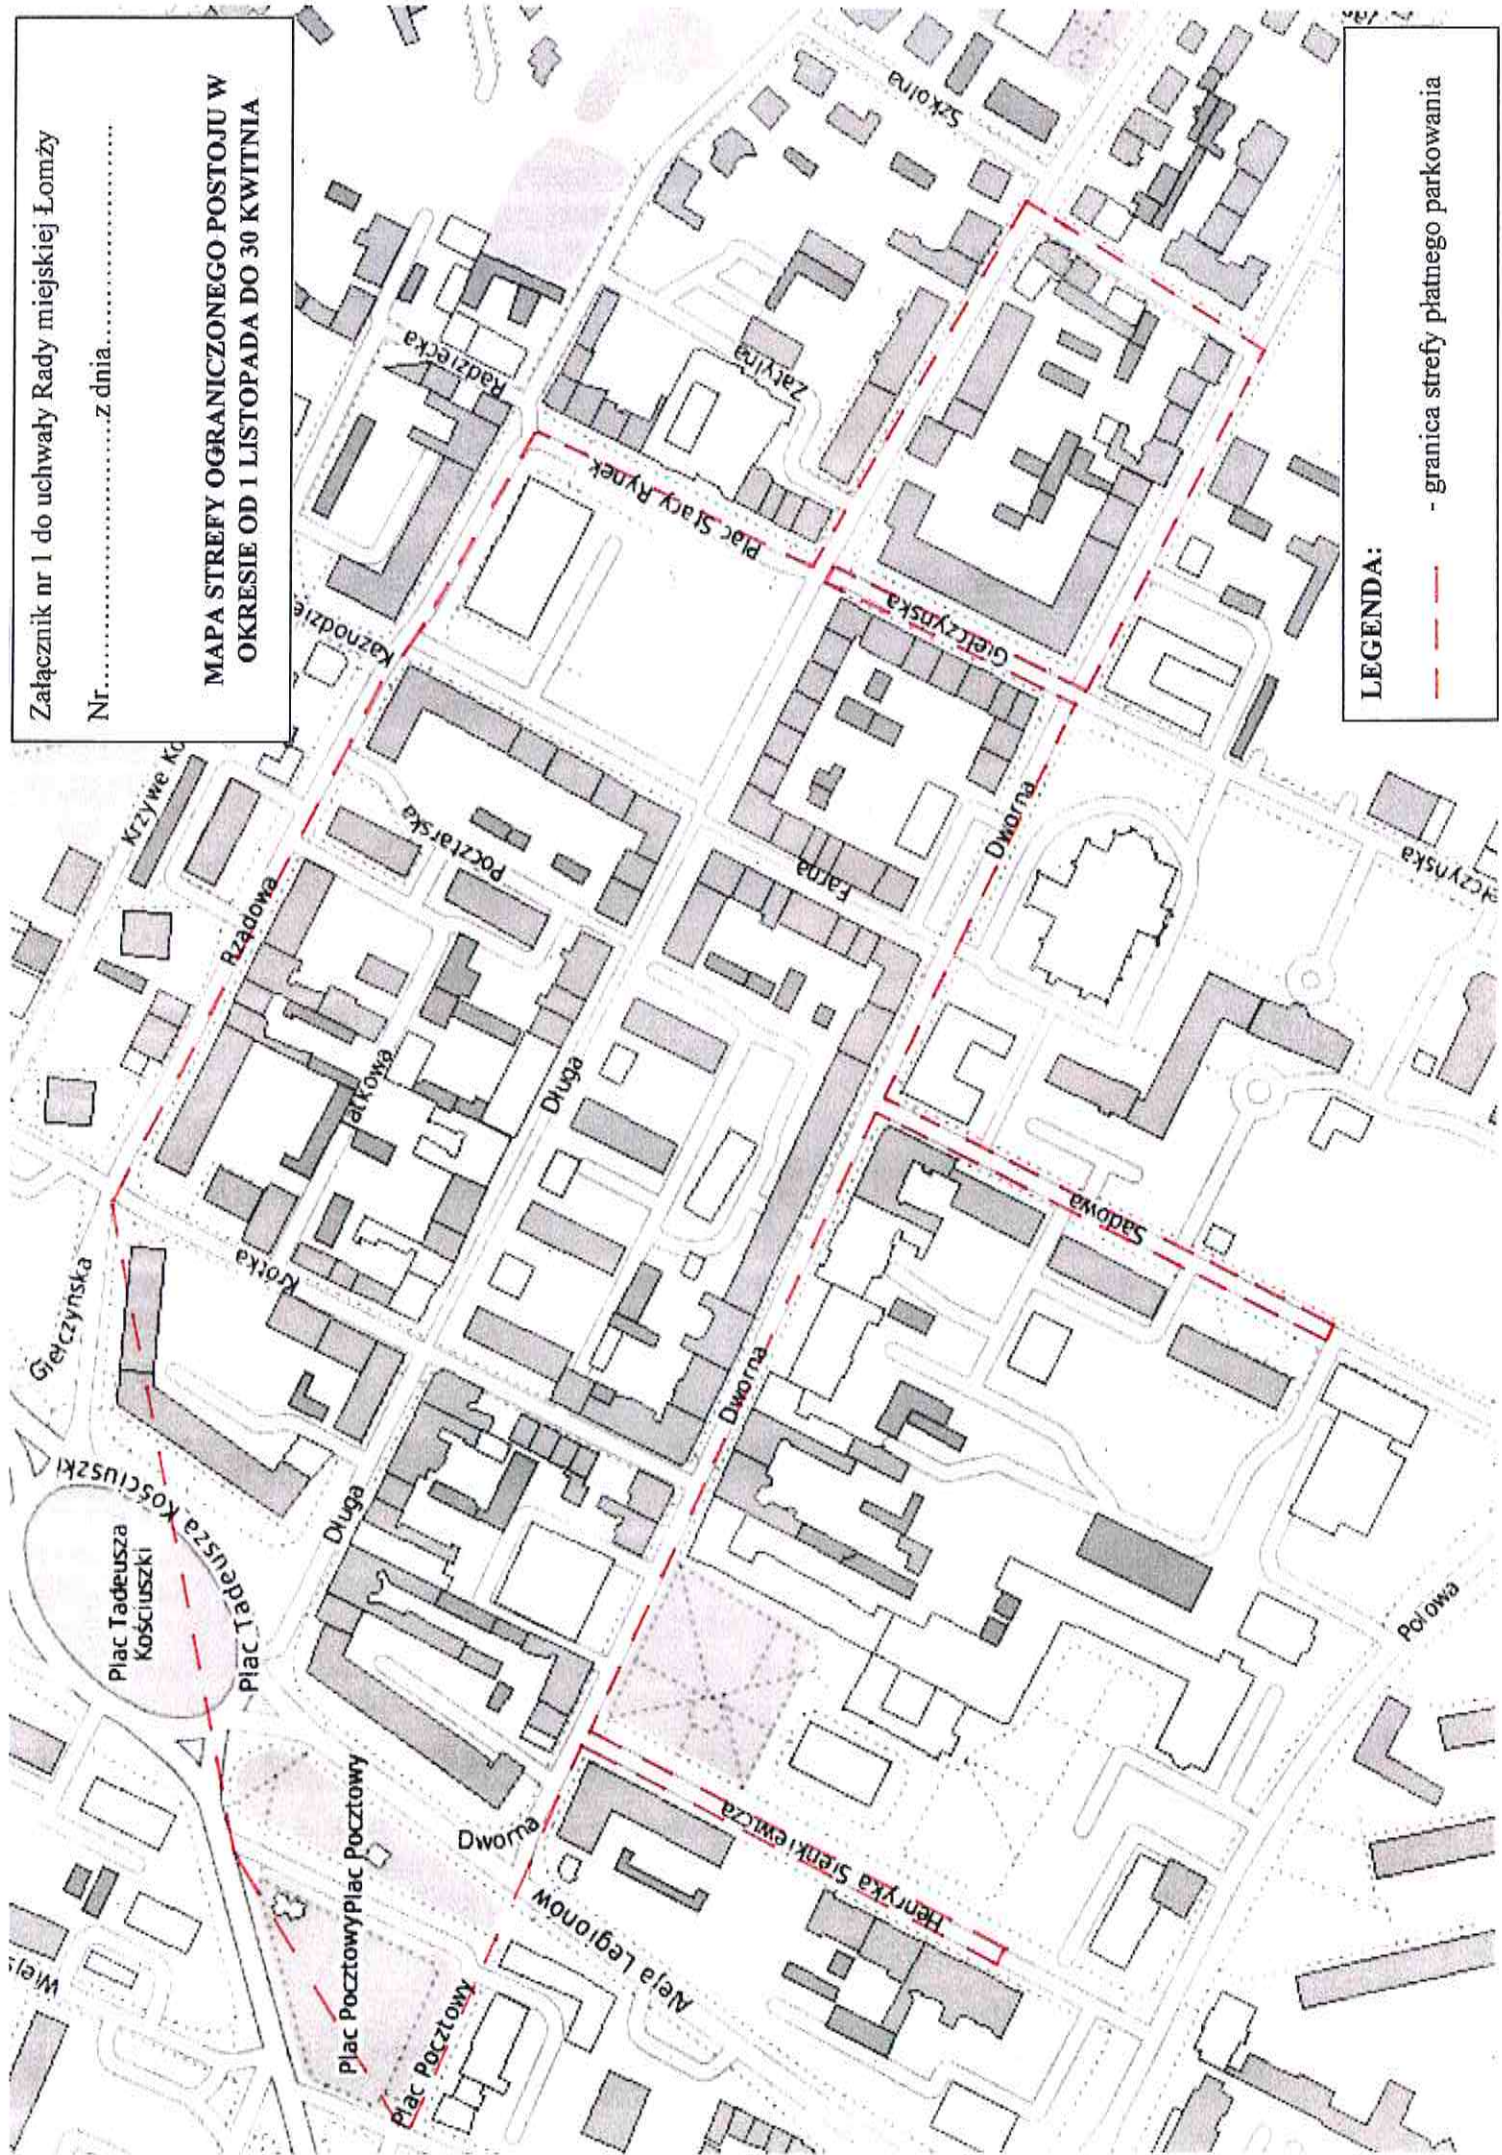 Załącznik nr 1 do uchwały Rady miejskiej Łomży
Nr..............................z dnia..............................
MAPA STREFY OGRANICZONEGO POSTOJU W
OKRESIE OD 1 LISTOPADA DO 30 KWITNIA
LEGENDA:
- granica strefy płatnego parkowania
Szkolna
Radziecka
Zatylna
Plac Stary Rynek
Kaznodzie
Giełczyńska
Krzywe Ko
Pocztarska
Farna
Dworna
Rządowa
ełczyńska
Długa
atkowa
Sadowa
Krótka
Giełczyńska
Dworna
Długa
Plac Tadeusza Kościuszki
Plac Tadeusza
Kościuszki
Polowa
Dworna
Henryka Sienkiewicza
Plac Pocztowy
Plac Pocztowy
Aleja Legionów
Plac Pocztowy
Wiejs